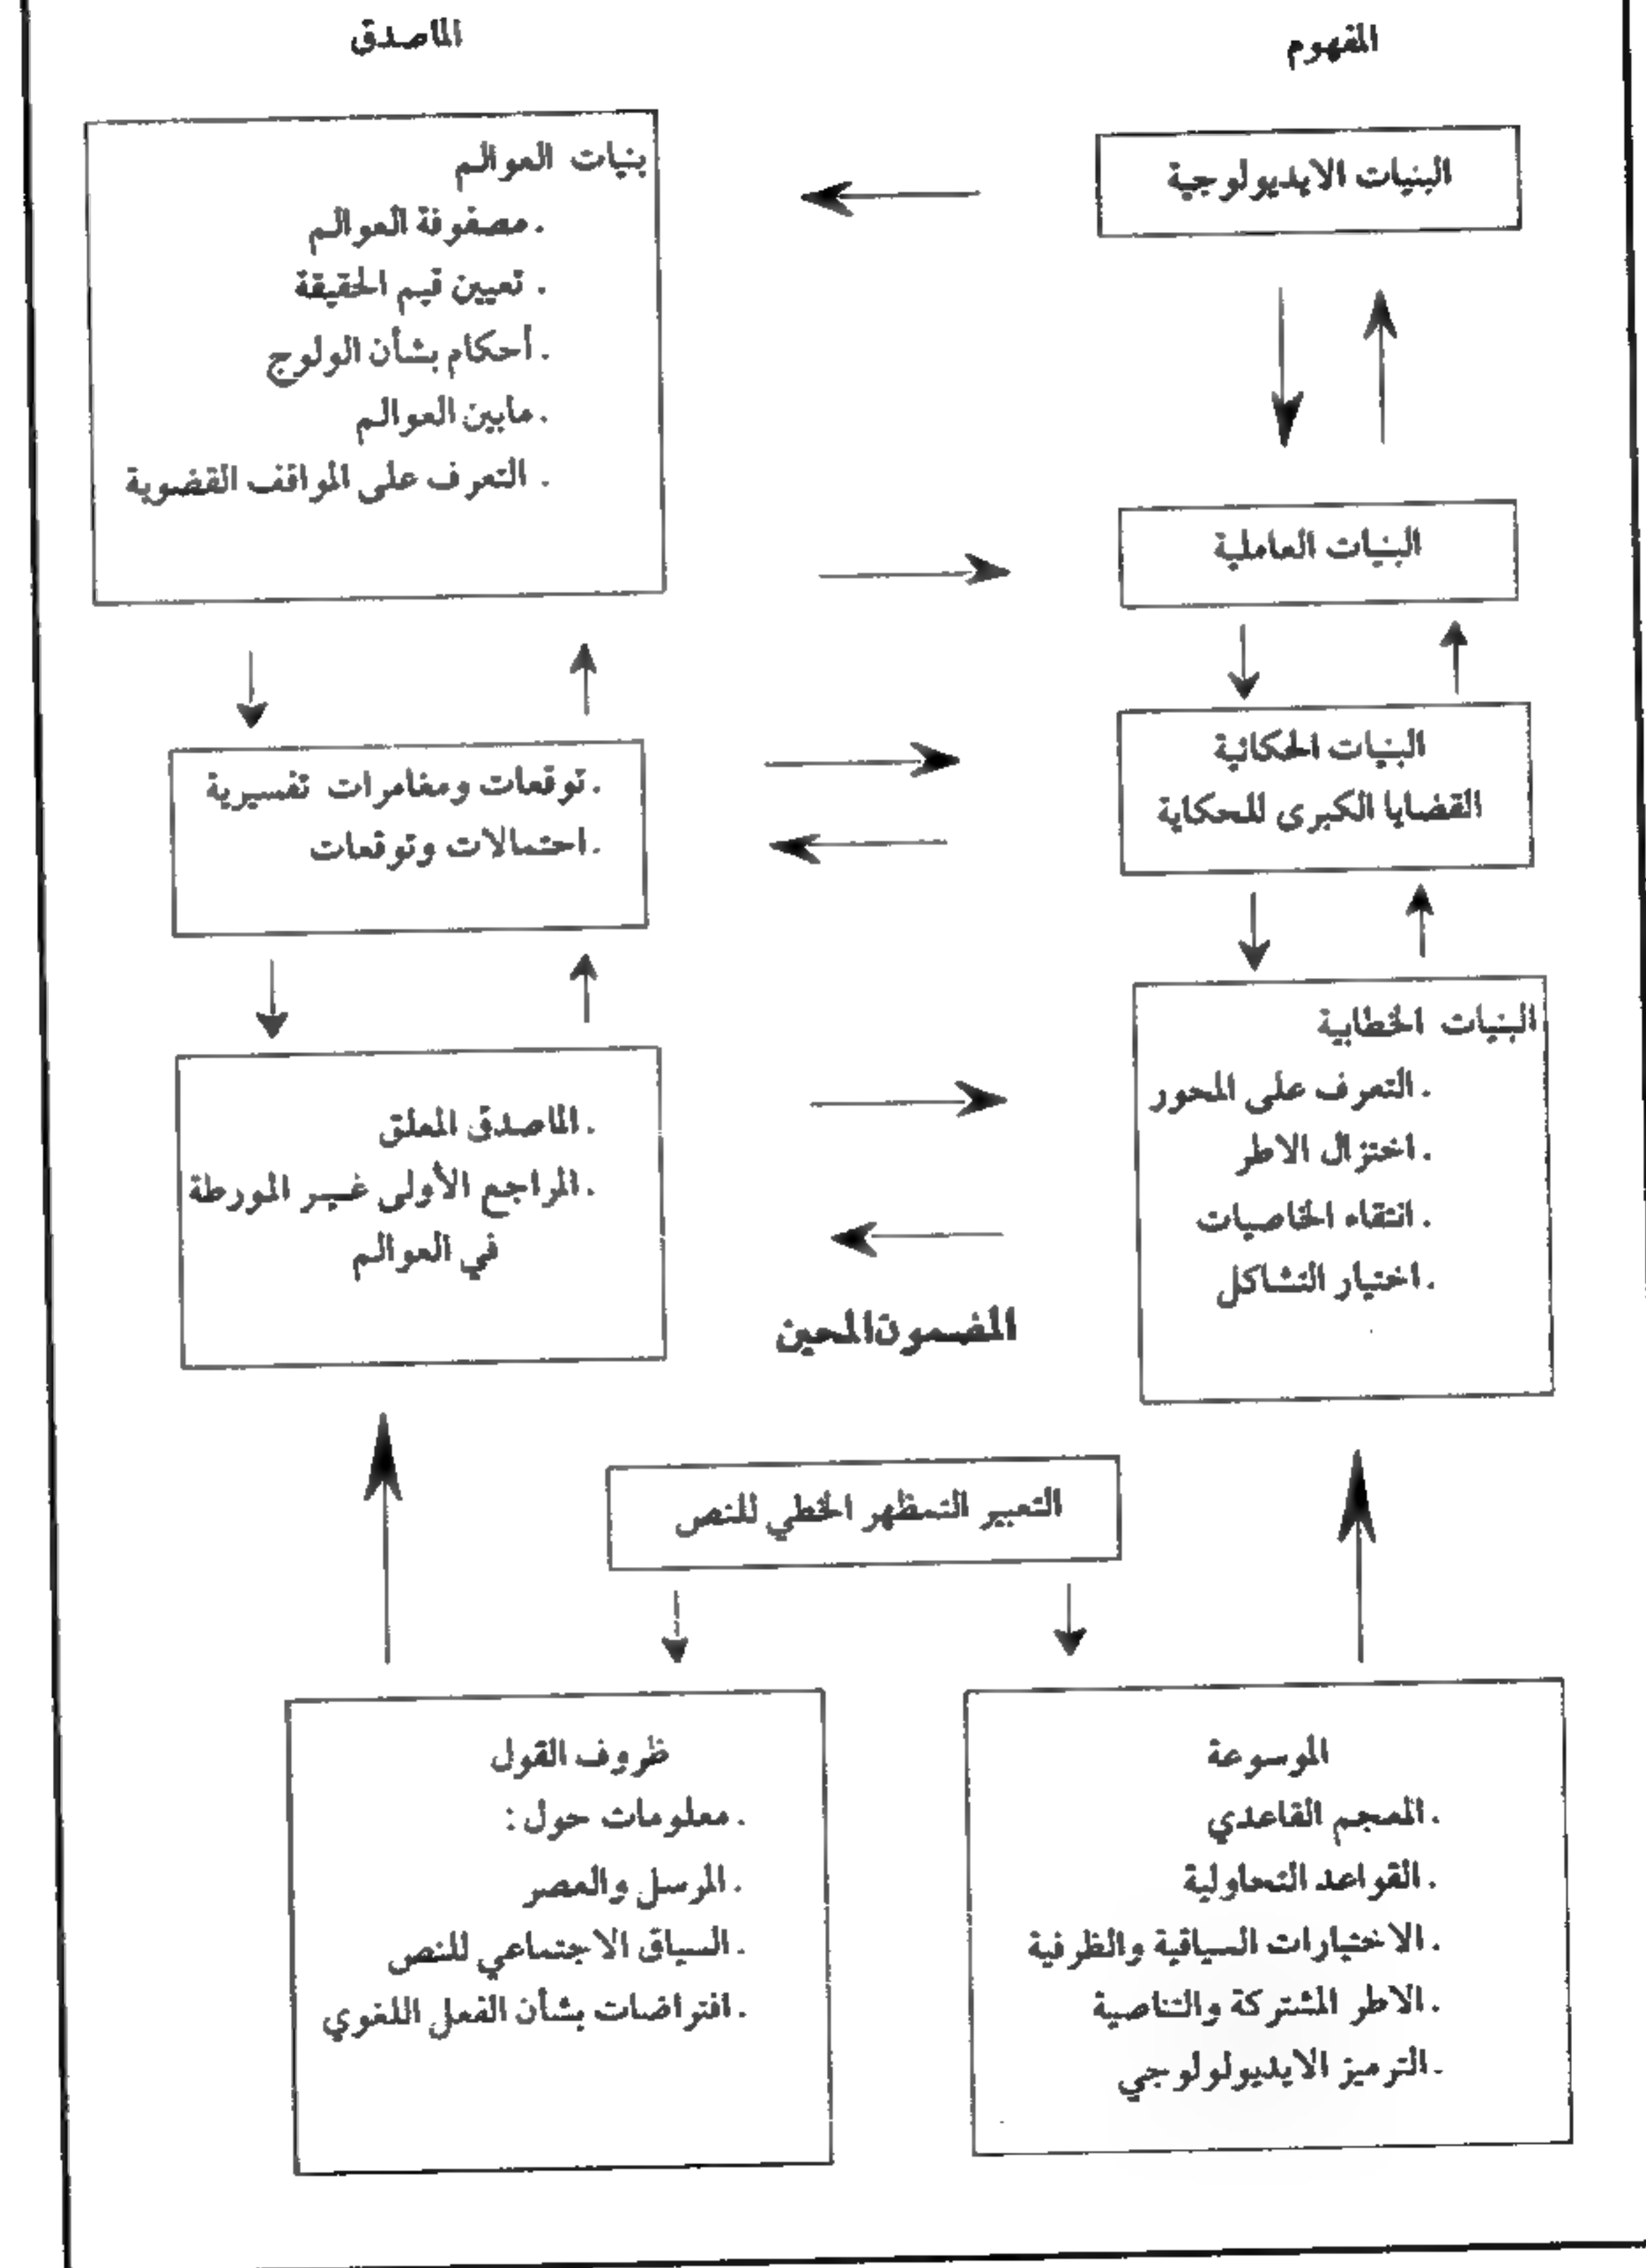 المفهوم
الماصدق
البنيات الايديولوجية
بنيات العوالم
. مصفوفة العوالم
. تعيين قيم الحقيقة
. أحكام بشأن الولوج
. مابين العوالم
. التعرف على المواقف القضوية
البنيات العاملية
البنيات الحكائية
القضايا الكبرى للحكاية
. توقعات ومغامرات تفسيرية
. احتمالات وتوقعات
البنيات الخطابية
. التعرف على المحور
. اختزال الاطر
. انتقاء الخاصيات
. اختيار التشاكل
. الماصدق المعلق
. المراجع الأولى غير المورطة
في العوالم
المضمون المحين
التعبير التمظهر الخطي للنص
الموسوعة
. المعجم القاعدي
. القواعد التحاولية
. الاختيارات السياقية والظرفية
. الاطر المشتركة والتناصية
. الترميز الايديولولوجي
ظروف القول
. معلومات حول :
. المرسل والعصر
. السياق الاجتماعي للنص
. افتراضات بشأن الفعل اللغوي